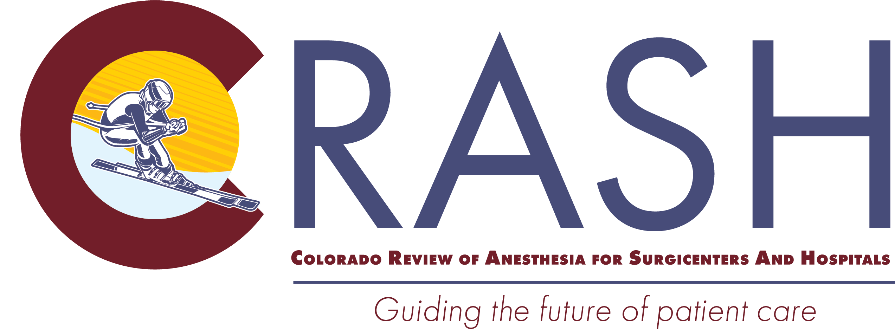 CRASH
COLORADO REVIEW OF ANESTHESIA FOR SURGICENTERS AND HOSPITALS
Guiding the future of patient care